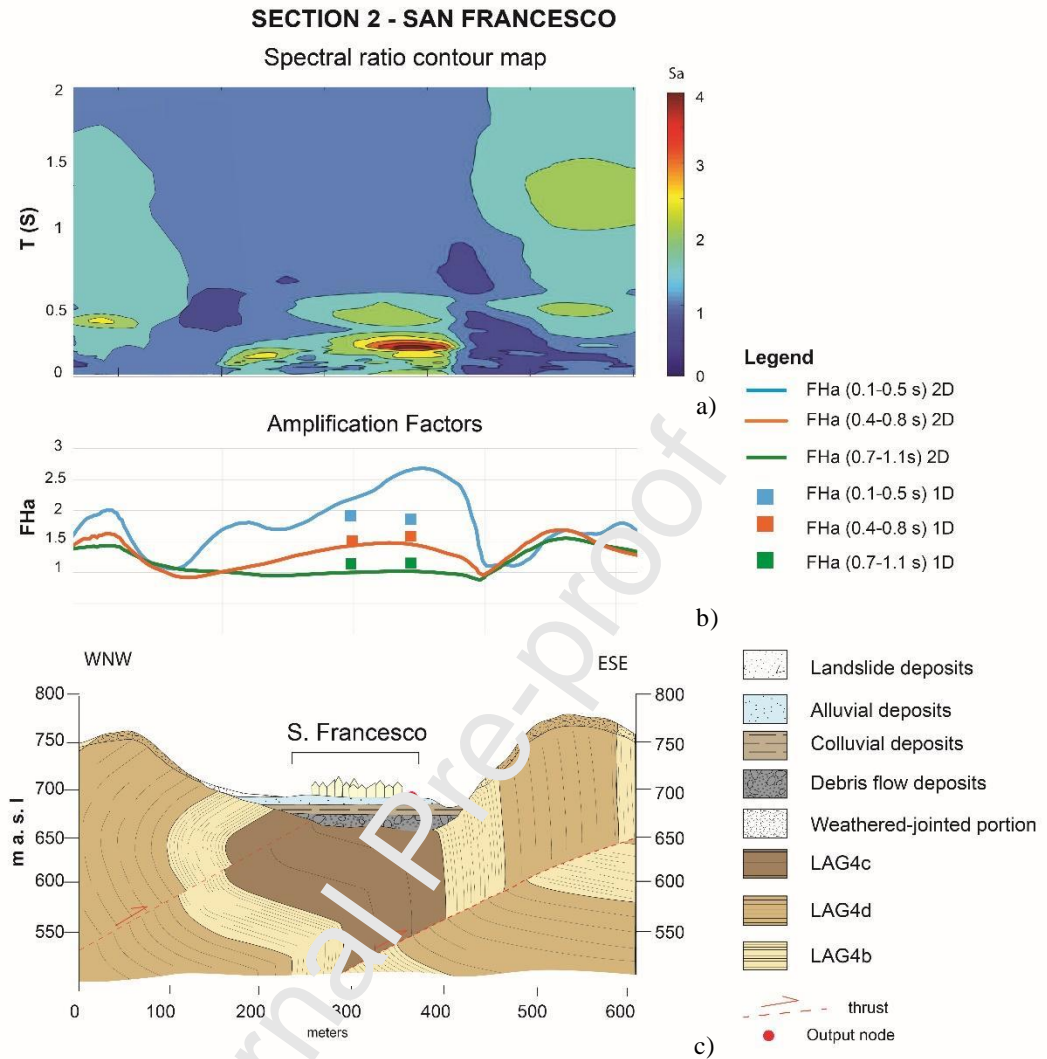 SECTION 2 - SAN FRANCESCO
Spectral ratio contour map
Sa
T (S)
2
1.5
1
0.5
0
4
3
2
1
0
a)
Legend
FHa (0.1-0.5 s) 2D
FHa (0.4-0.8 s) 2D
FHa (0.7-1.1s) 2D
FHa (0.1-0.5 s) 1D
FHa (0.4-0.8 s) 1D
FHa (0.7-1.1 s) 1D
Amplification Factors
FHa
3
2.5
2
1.5
1
b)
WNW
ESE
S. Francesco
m a. s. l
800
750
700
650
600
550
800
750
700
650
600
550
0 100 200 300 400 500 600
meters
c)
Landslide deposits
Alluvial deposits
Colluvial deposits
Debris flow deposits
Weathered-jointed portion
LAG4c
LAG4d
LAG4b
thrust
Output node
rnal Pre-proof